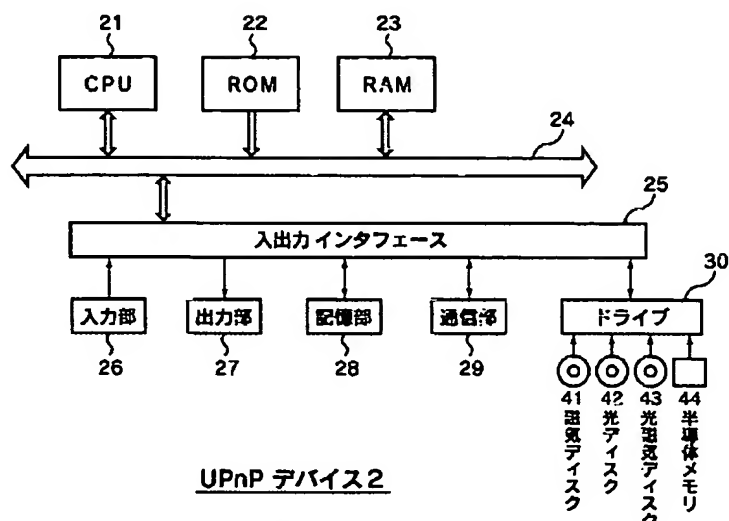 21
22
23
CPU
ROM
RAM
24
25
入出力インタフェース
30
入力部
出力部
記憶部
通信部
ドライブ
26
27
28
29
41
42
43
44
磁気ディスク
光ディスク
光磁気ディスク
半導体メモリ
UPnP デバイス2